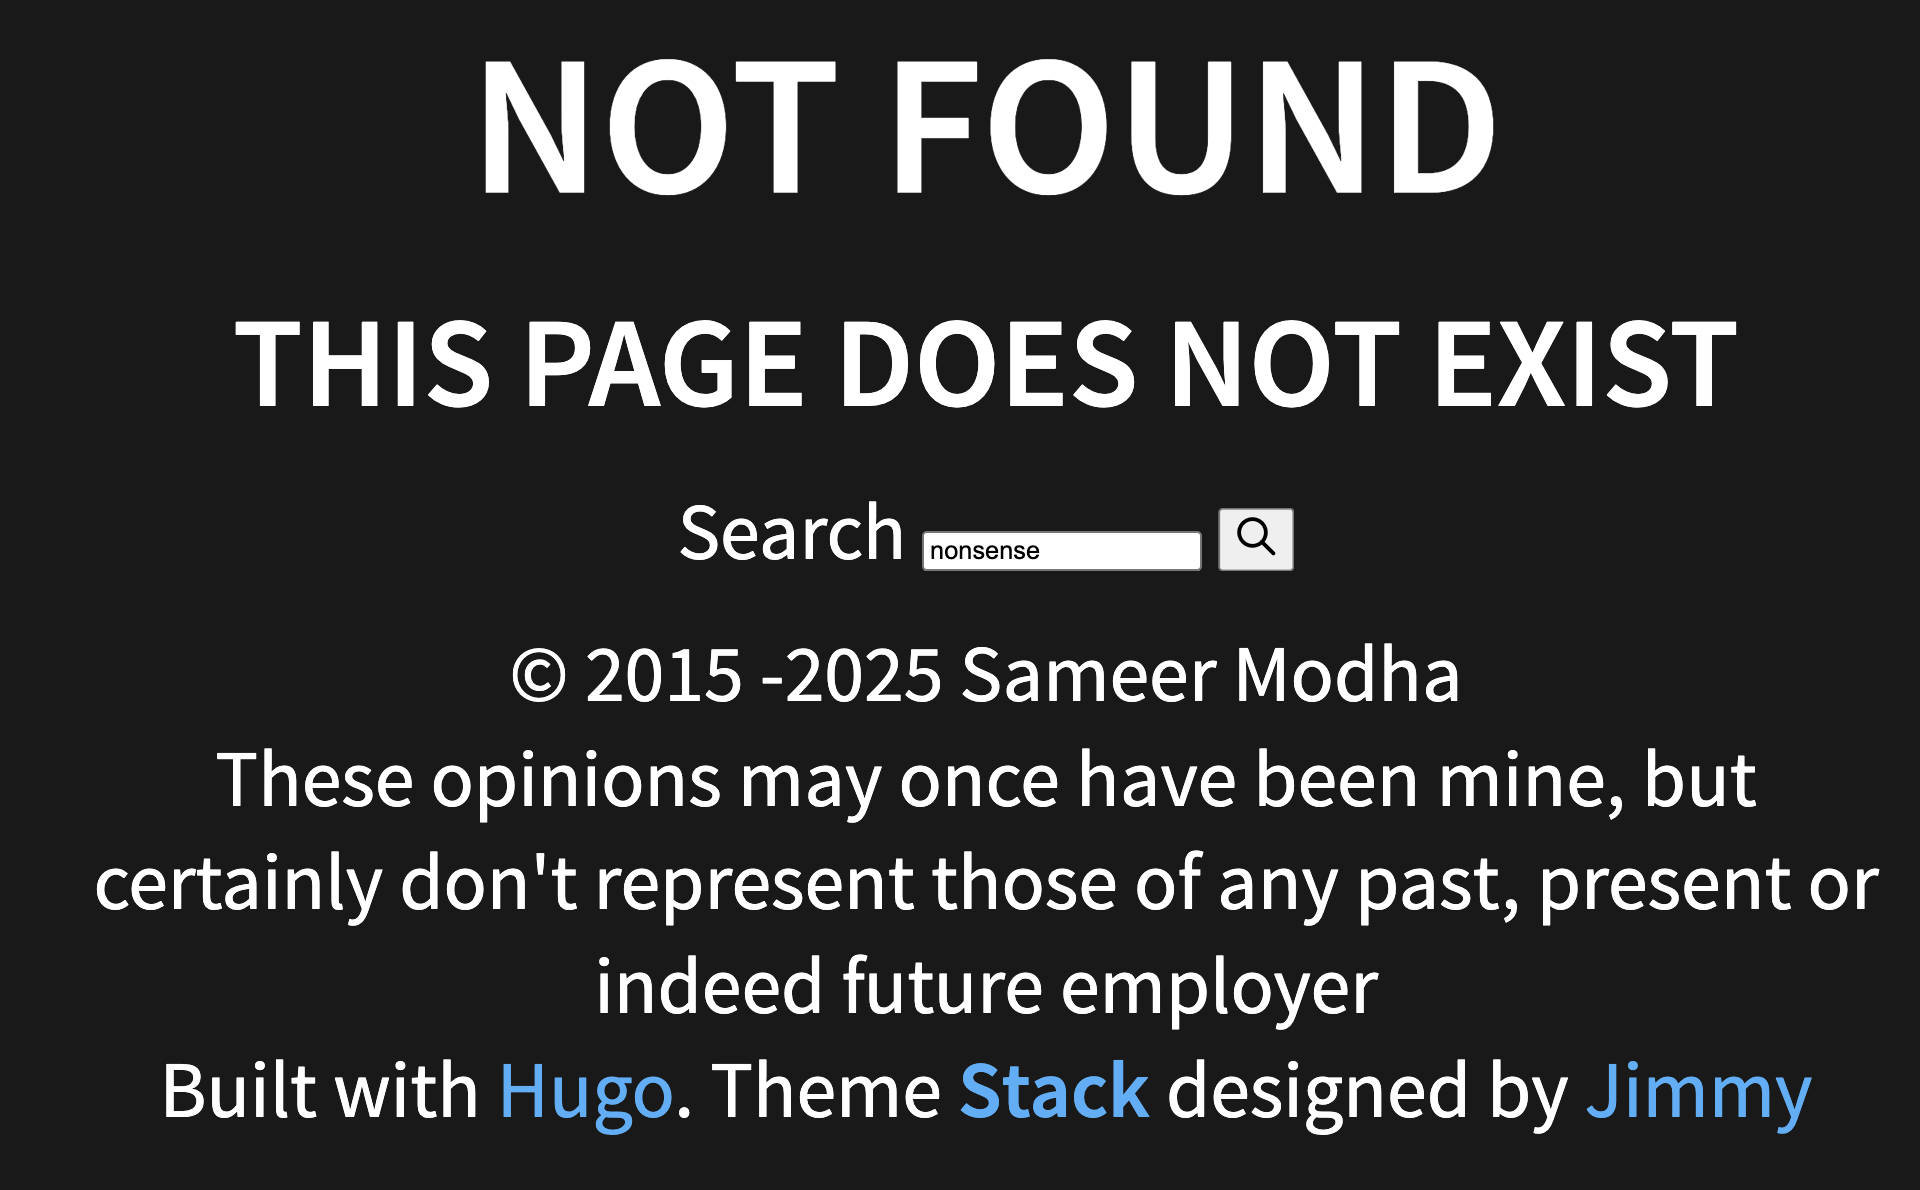 NOT FOUND
THIS PAGE DOES NOT EXIST
Search nonsense
© 2015 -2025 Sameer Modha
These opinions may once have been mine, but
certainly don't represent those of any past, present or
indeed future employer
Built with Hugo. Theme Stack designed by Jimmy